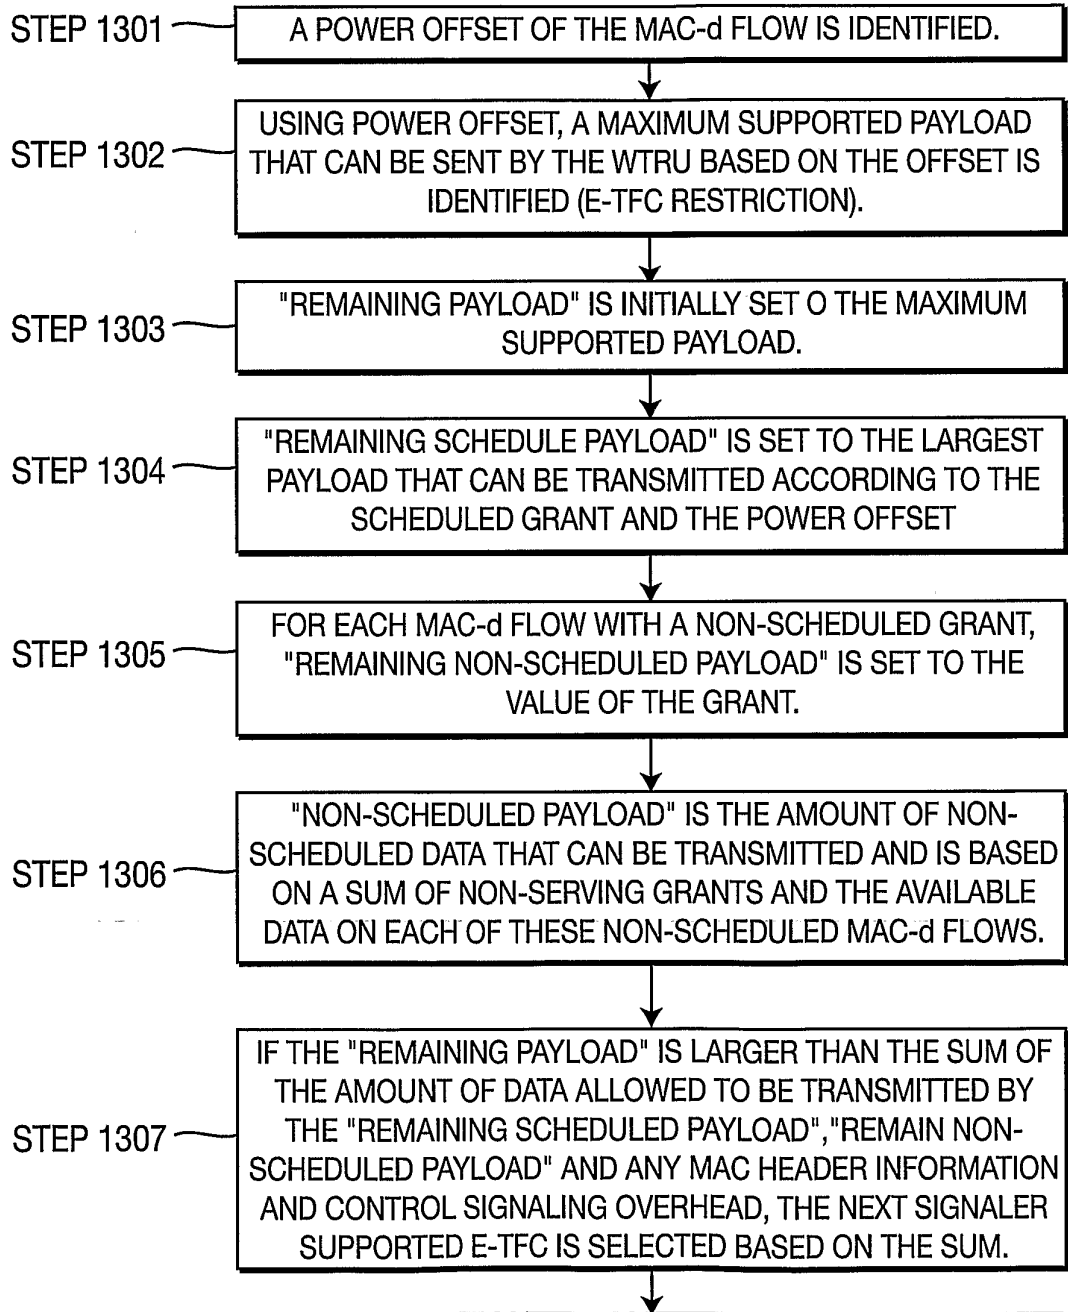 STEP 1301
A POWER OFFSET OF THE MAC-d FLOW IS IDENTIFIED.
STEP 1302
USING POWER OFFSET, A MAXIMUM SUPPORTED PAYLOAD
THAT CAN BE SENT BY THE WTRU BASED ON THE OFFSET IS
IDENTIFIED (E-TFC RESTRICTION).
STEP 1303
"REMAINING PAYLOAD" IS INITIALLY SET O THE MAXIMUM
SUPPORTED PAYLOAD.
STEP 1304
"REMAINING SCHEDULE PAYLOAD" IS SET TO THE LARGEST
PAYLOAD THAT CAN BE TRANSMITTED ACCORDING TO THE
SCHEDULED GRANT AND THE POWER OFFSET
STEP 1305
FOR EACH MAC-d FLOW WITH A NON-SCHEDULED GRANT,
"REMAINING NON-SCHEDULED PAYLOAD" IS SET TO THE
VALUE OF THE GRANT.
STEP 1306
"NON-SCHEDULED PAYLOAD" IS THE AMOUNT OF NON-
SCHEDULED DATA THAT CAN BE TRANSMITTED AND IS BASED
ON A SUM OF NON-SERVING GRANTS AND THE AVAILABLE
DATA ON EACH OF THESE NON-SCHEDULED MAC-d FLOWS.
STEP 1307
IF THE "REMAINING PAYLOAD" IS LARGER THAN THE SUM OF
THE AMOUNT OF DATA ALLOWED TO BE TRANSMITTED BY
THE "REMAINING SCHEDULED PAYLOAD","REMAIN NON-
SCHEDULED PAYLOAD" AND ANY MAC HEADER INFORMATION
AND CONTROL SIGNALING OVERHEAD, THE NEXT SIGNALER
SUPPORTED E-TFC IS SELECTED BASED ON THE SUM.